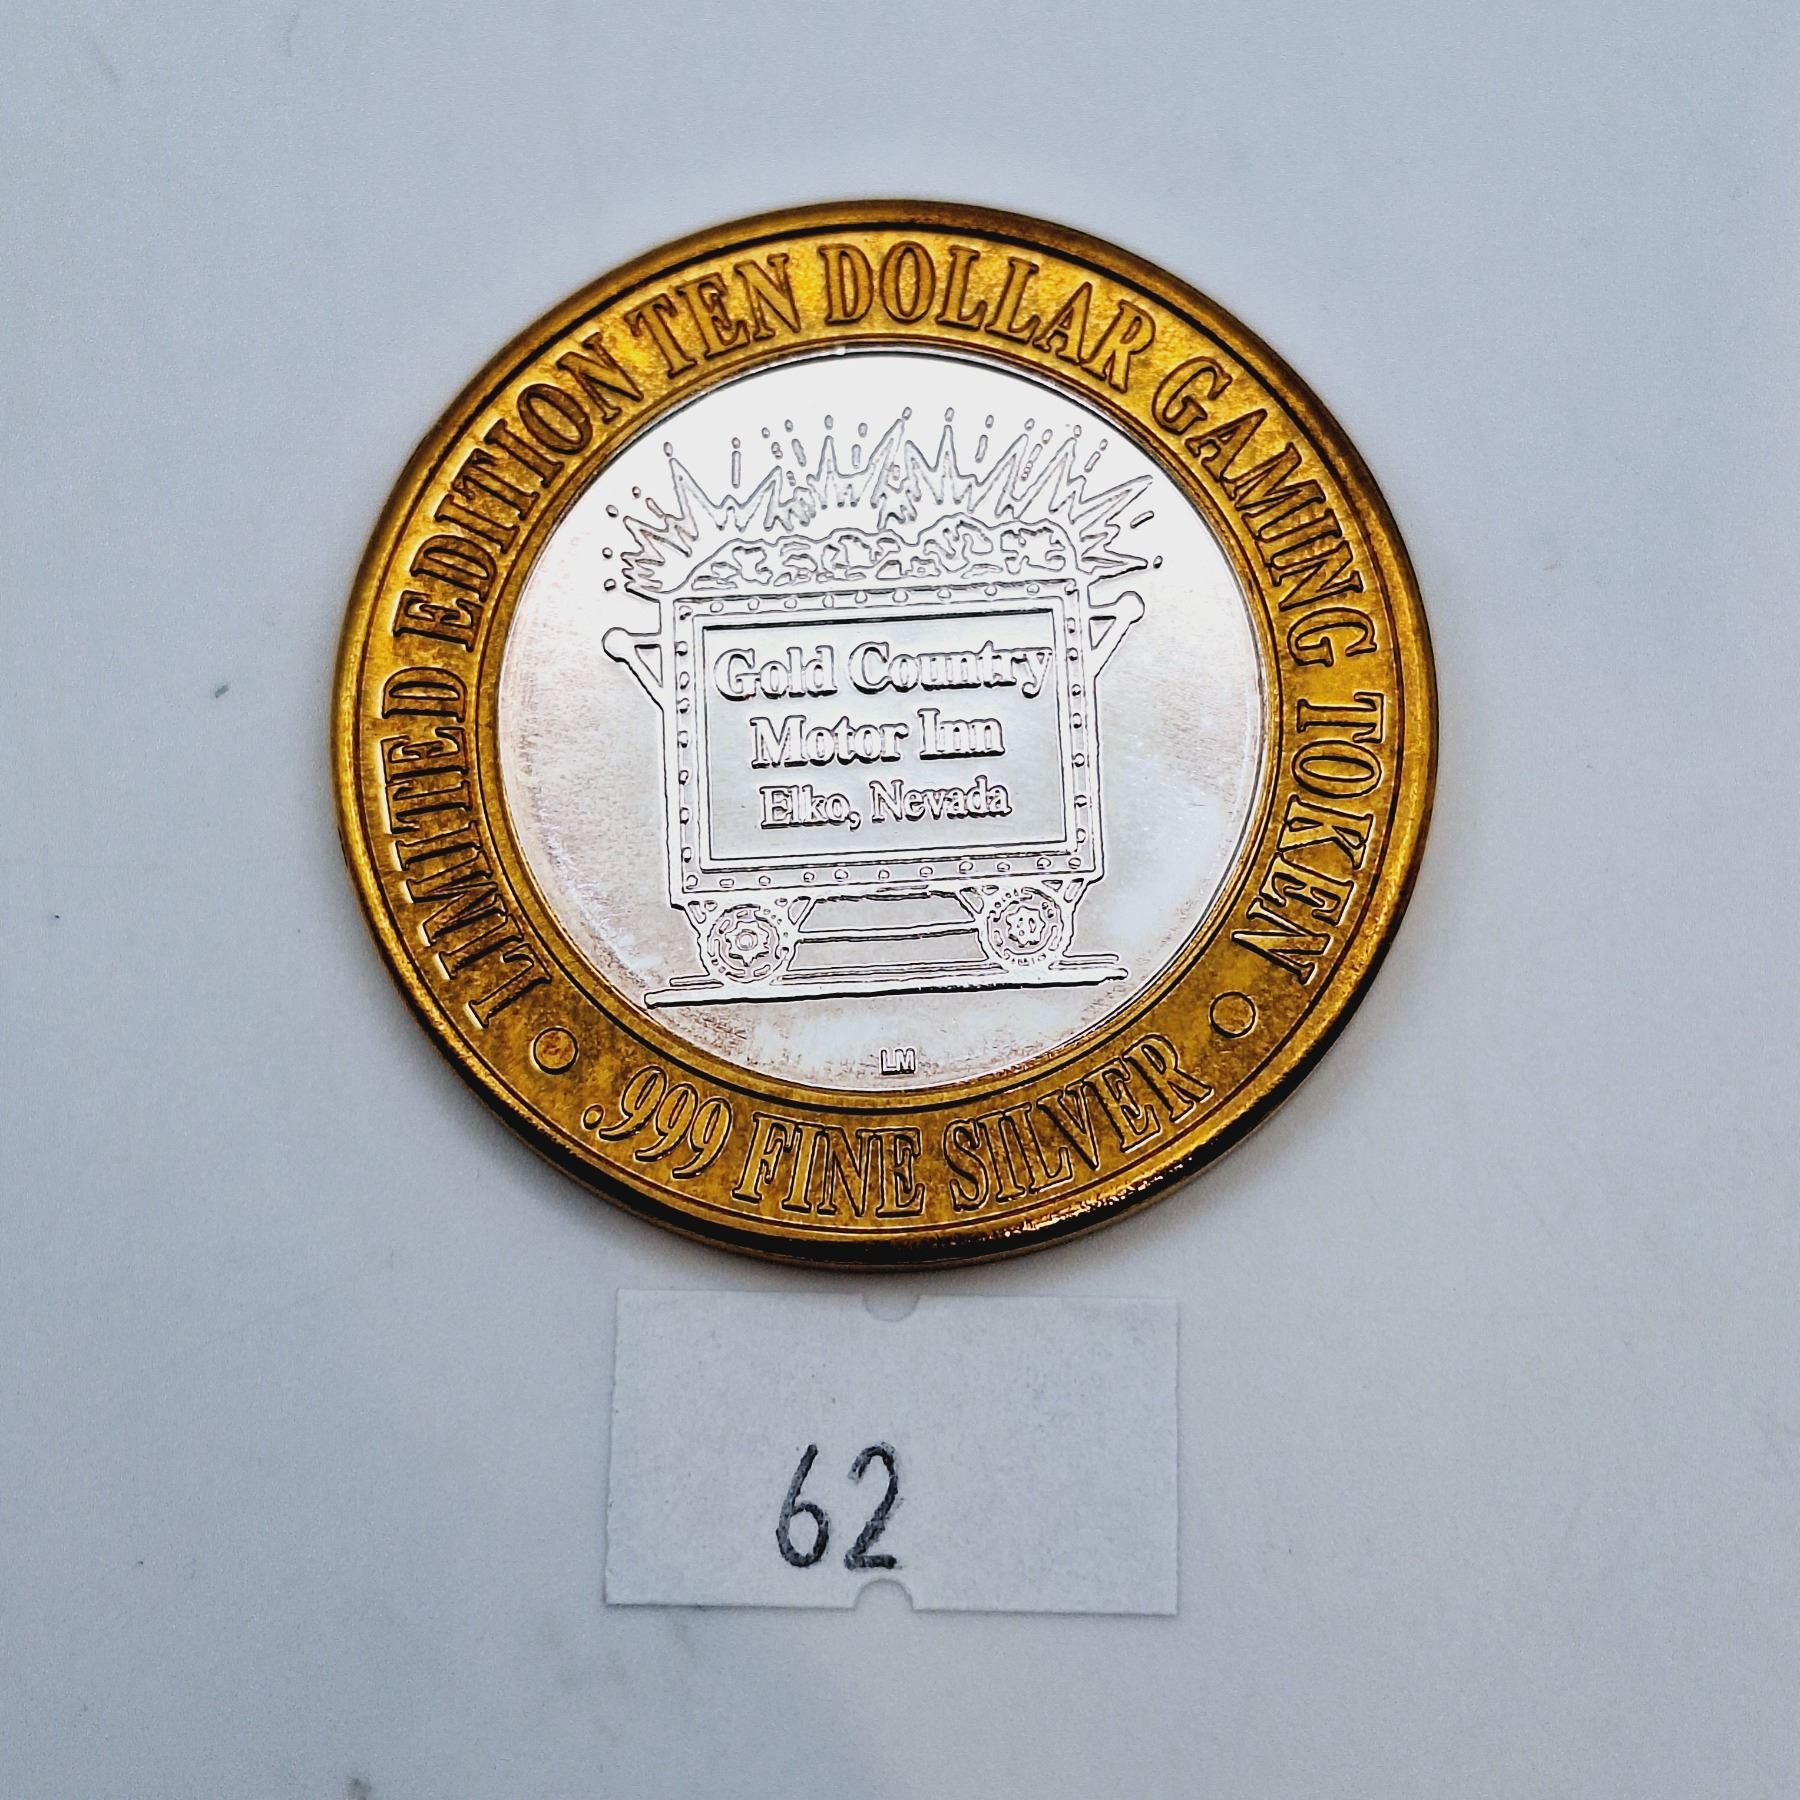 LIMITED EDITION TEN DOLLAR GAMING TOKEN
Gold Country
Motor Inn
Elko, Nevada
LM
.999 FINE SILVER
62